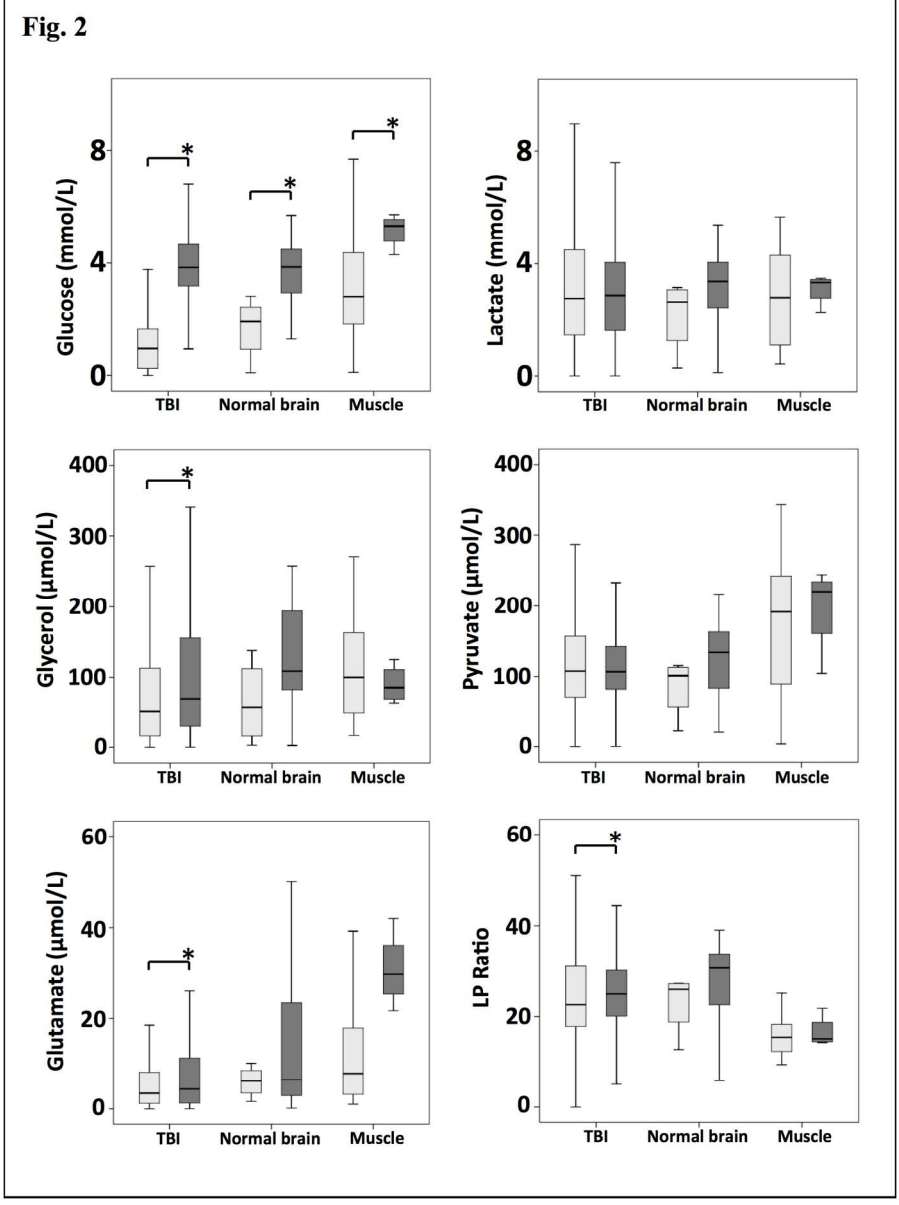 Fig. 2
Glucose (mmol/L)
8
4
0
*
*
*
TBI Normal brain Muscle
Lactate (mmol/L)
8
4
0
TBI Normal brain Muscle
Glycerol (μmol/L)
400
300
200
100
0
*
TBI Normal brain Muscle
Pyruvate (μmol/L)
400
300
200
100
0
TBI Normal brain Muscle
Glutamate (μmol/L)
60
40
20
0
*
TBI Normal brain Muscle
LP Ratio
60
40
20
0
*
TBI Normal brain Muscle